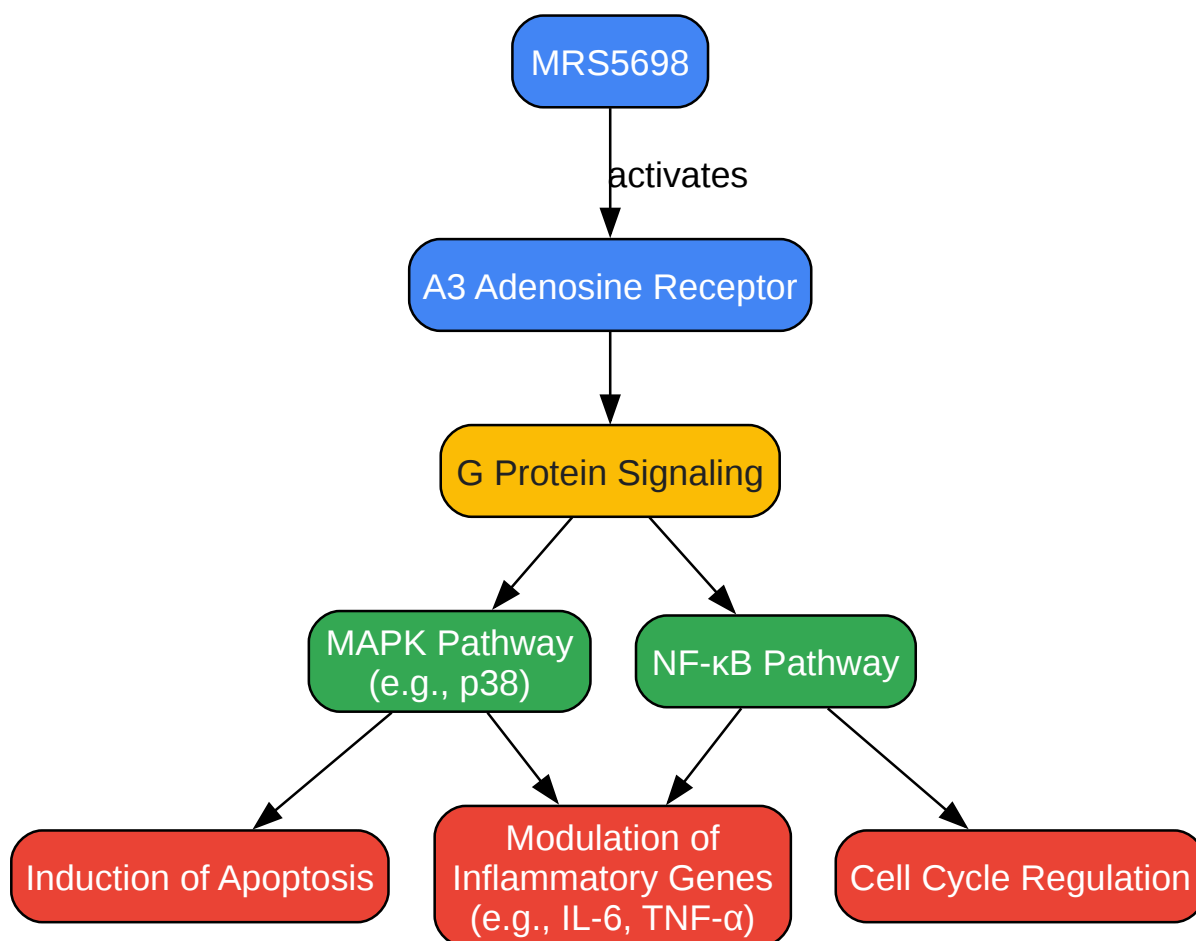 MRS5698
activates
A3 Adenosine Receptor
G Protein Signaling
MAPK Pathway
(e.g., p38)
NF-κB Pathway
Induction of Apoptosis
Modulation of
Inflammatory Genes
(e.g., IL-6, TNF-α)
Cell Cycle Regulation